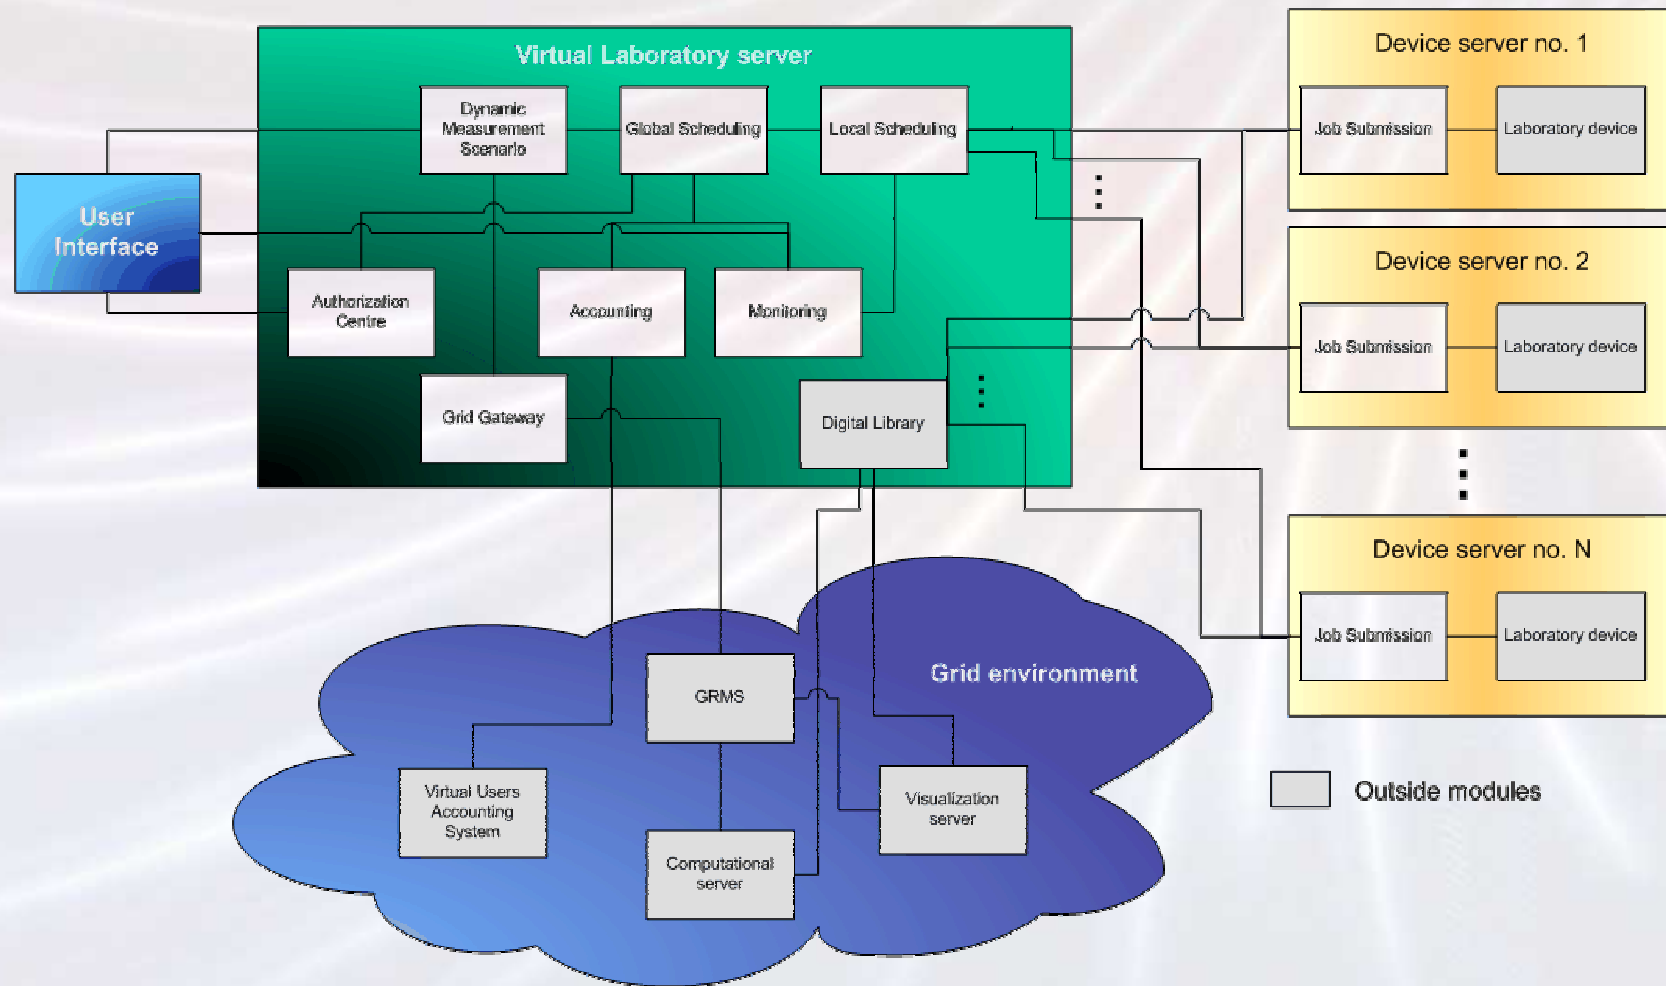 Virtual Laboratory server
Dynamic
Measurement
Scenario
Global Scheduling
Local Scheduling
User
Interface
Authorization
Centre
Accounting
Monitoring
Grid Gateway
Digital Library
Device server no. 1
Job Submission
Laboratory device
Device server no. 2
Job Submission
Laboratory device
Device server no. N
Job Submission
Laboratory device
Grid environment
GRMS
Virtual Users
Accounting
System
Computational
server
Visualization
server
Outside modules